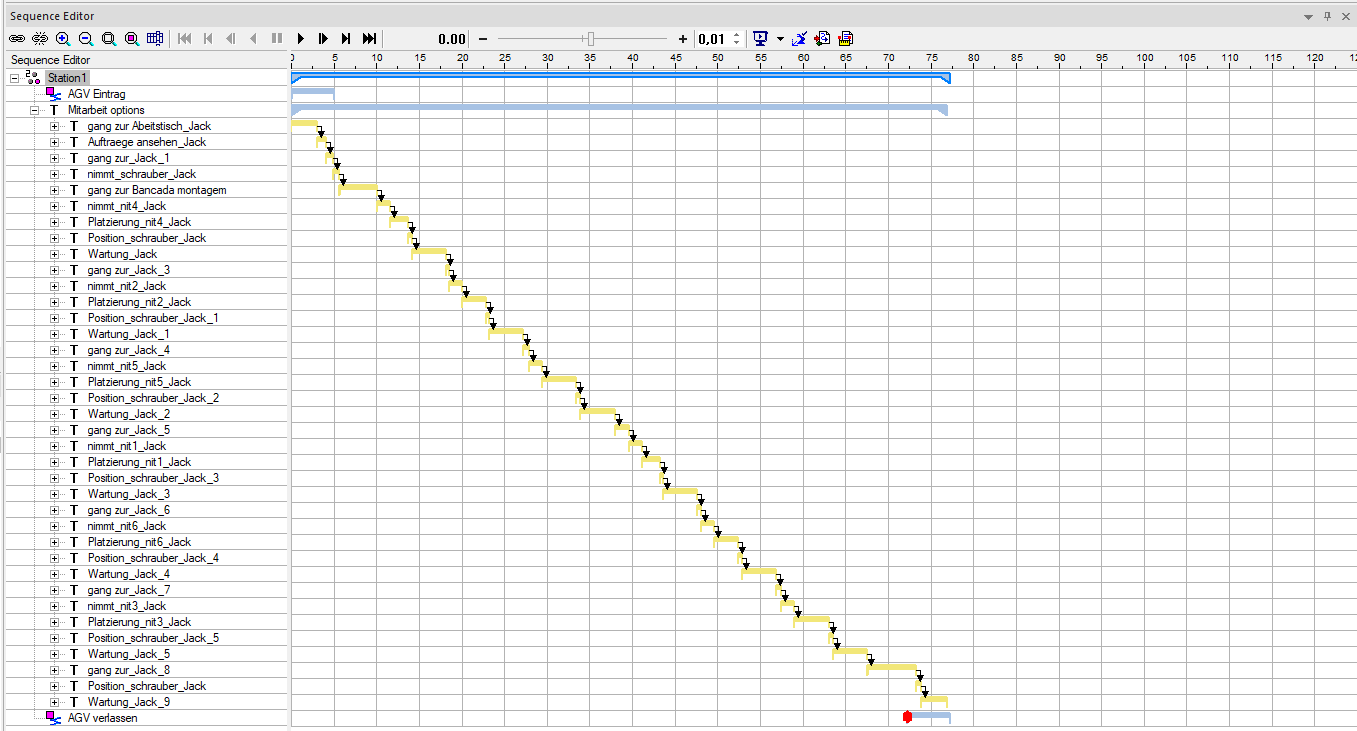 Sequence Editor
0.00 − + 0,01
Sequence Editor
0 5 10 15 20 25 30 35 40 45 50 55 60 65 70 75 80 85 90 95 100 105 110 115 120
Station1
AGV Eintrag
T Mitarbeit options
T gang zur Abeitstisch_Jack
T Auftraege ansehen_Jack
T gang zur_Jack_1
T nimmt_schrauber_Jack
T gang zur Bancada montagem
T nimmt_nit4_Jack
T Platzierung_nit4_Jack
T Position_schrauber_Jack
T Wartung_Jack
T gang zur_Jack_3
T nimmt_nit2_Jack
T Platzierung_nit2_Jack
T Position_schrauber_Jack_1
T Wartung_Jack_1
T gang zur_Jack_4
T nimmt_nit5_Jack
T Platzierung_nit5_Jack
T Position_schrauber_Jack_2
T Wartung_Jack_2
T gang zur_Jack_5
T nimmt_nit1_Jack
T Platzierung_nit1_Jack
T Position_schrauber_Jack_3
T Wartung_Jack_3
T gang zur_Jack_6
T nimmt_nit6_Jack
T Platzierung_nit6_Jack
T Position_schrauber_Jack_4
T Wartung_Jack_4
T gang zur_Jack_7
T nimmt_nit3_Jack
T Platzierung_nit3_Jack
T Position_schrauber_Jack_5
T Wartung_Jack_5
T gang zur_Jack_8
T Position_schrauber_Jack
T Wartung_Jack_9
AGV verlassen